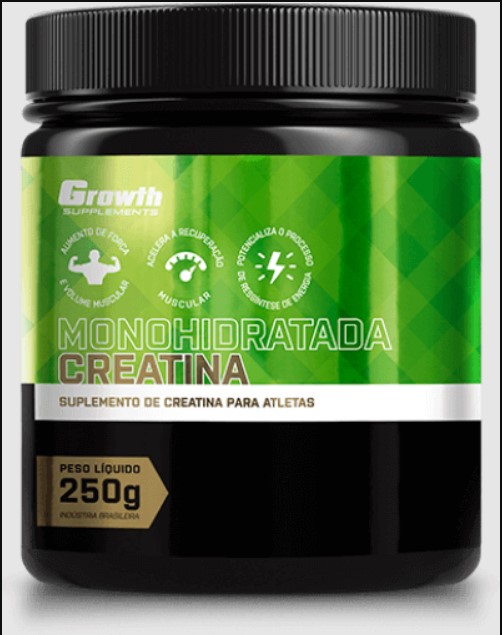 Growth
SUPPLEMENTS
AUMENTO DE FORÇA
E VOLUME MUSCULAR
ACELERA A RECUPERAÇÃO
MUSCULAR
POTENCIALIZA O PROCESSO
DE RESSÍNTESE DE ENERGIA
MONOHIDRATADA
CREATINA
SUPLEMENTO DE CREATINA PARA ATLETAS
PESO LÍQUIDO
250g
INDÚSTRIA BRASILEIRA